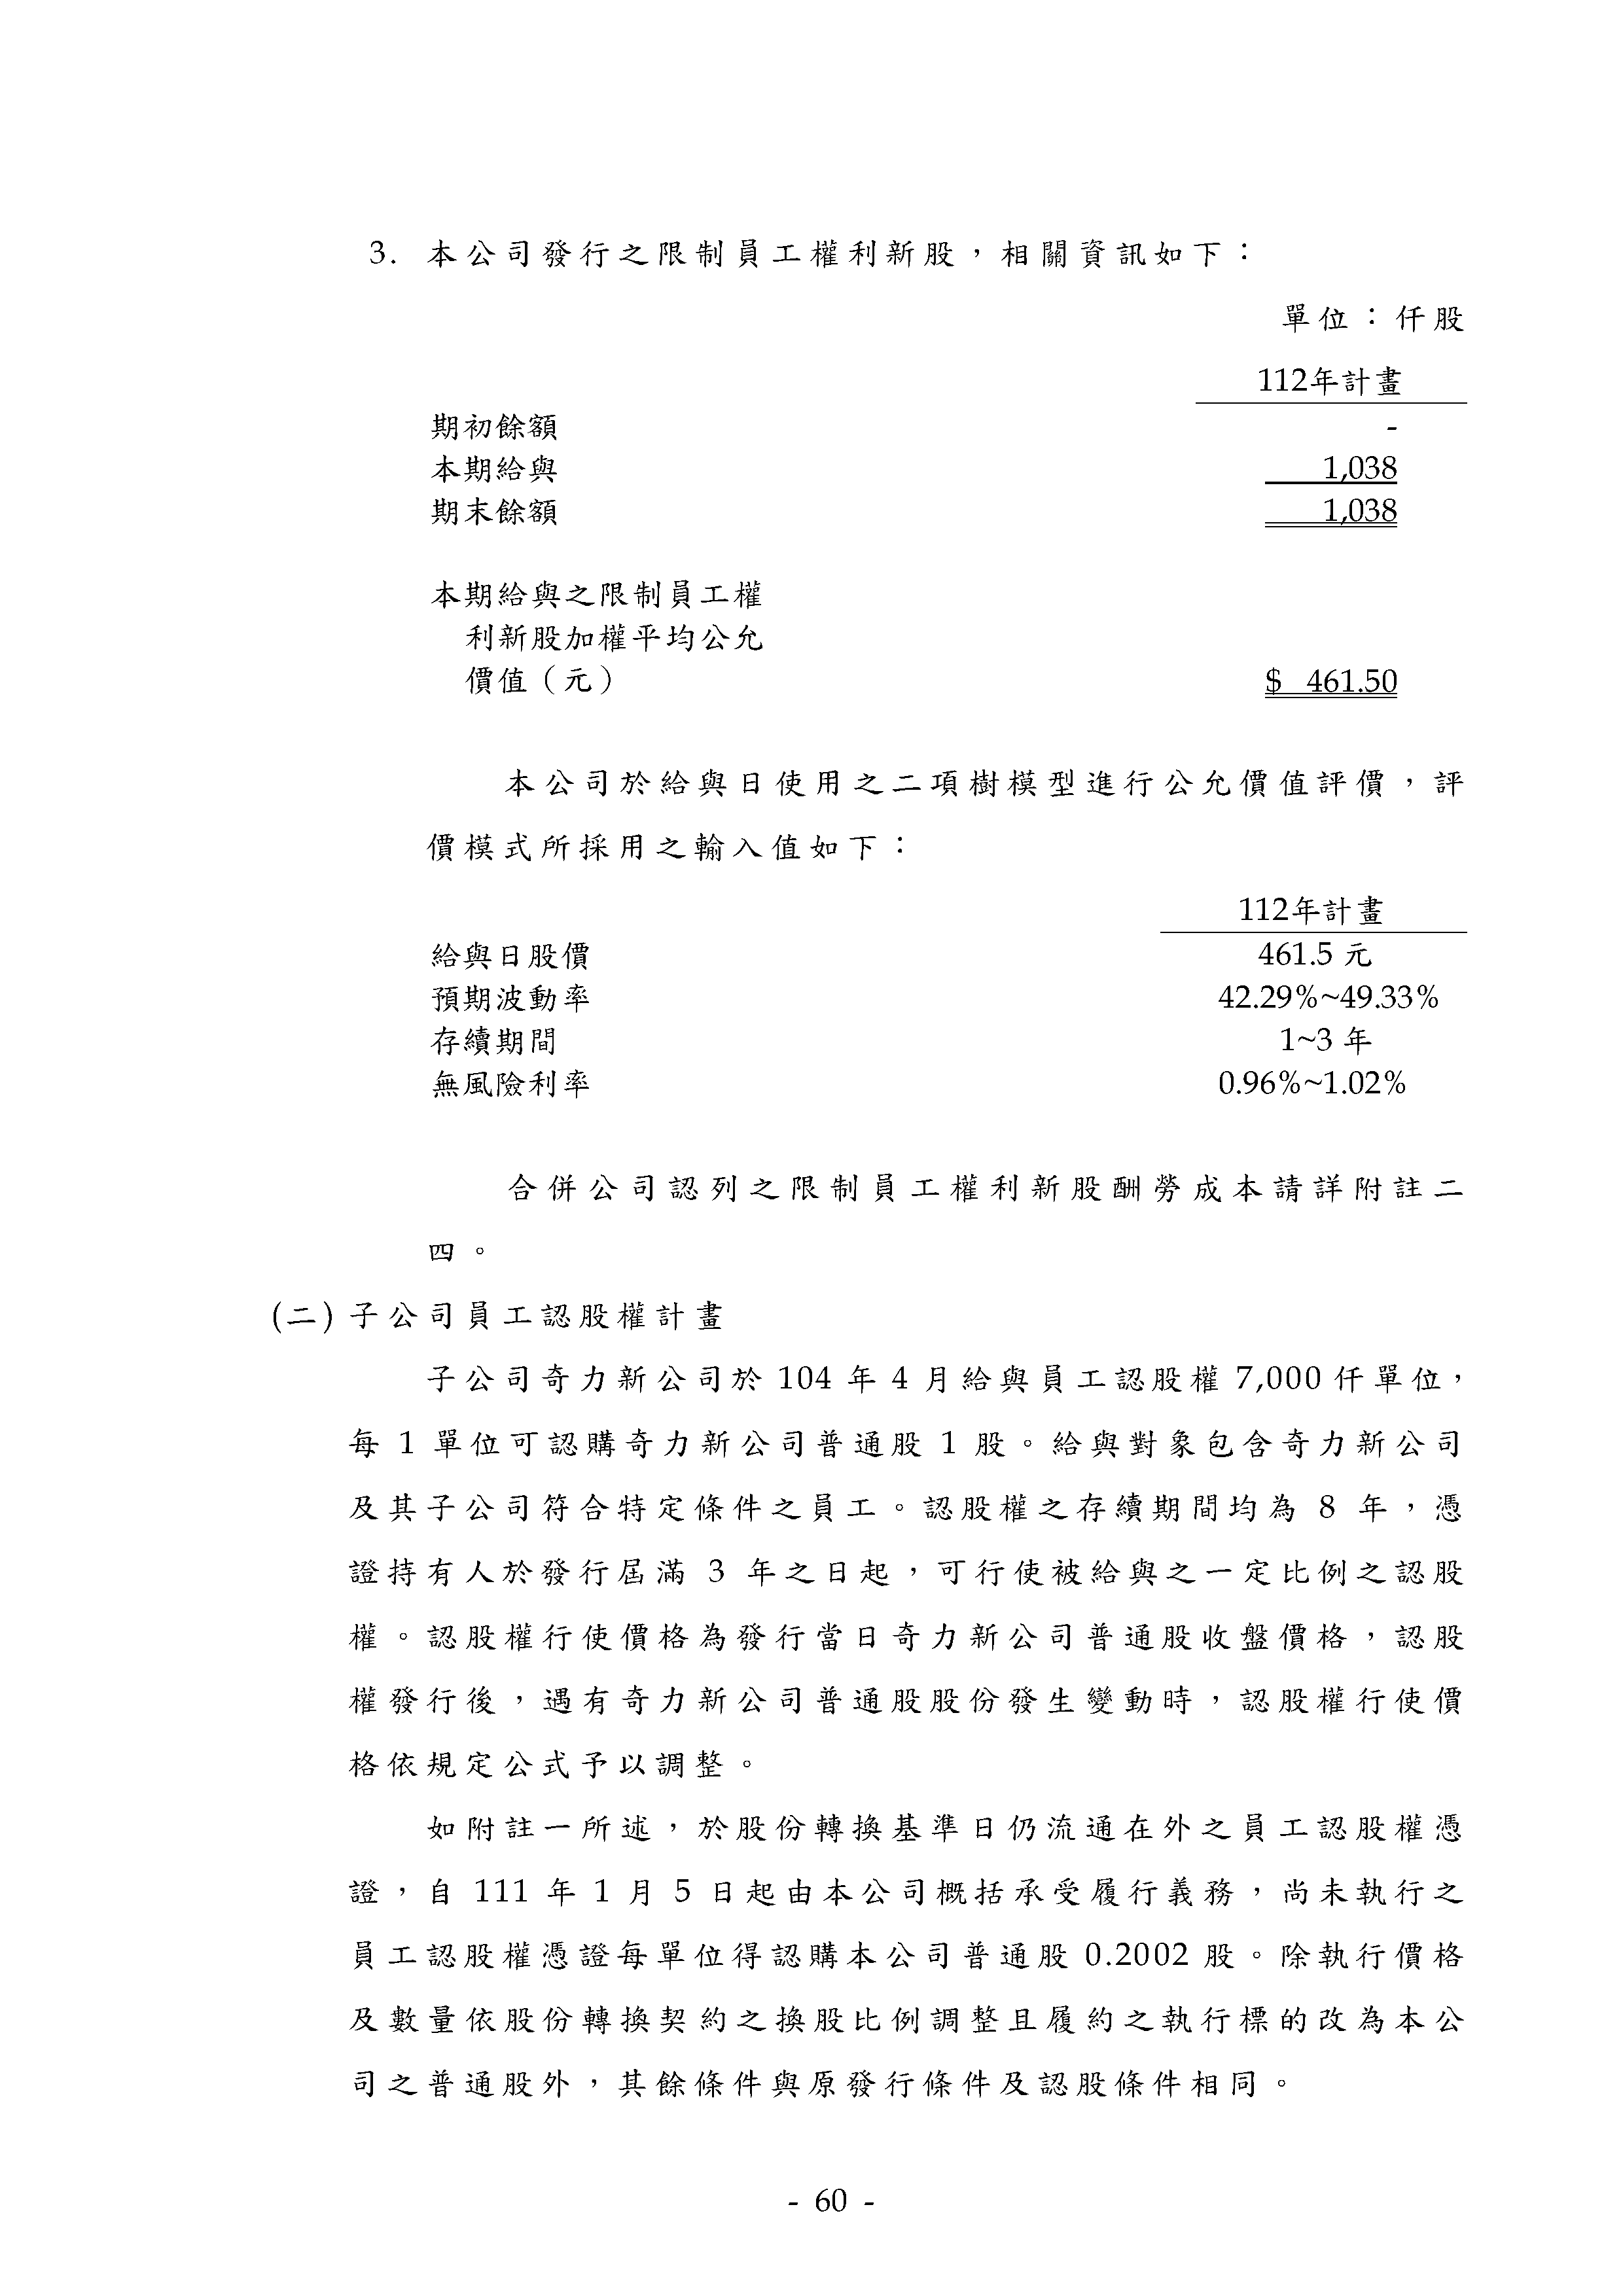 3. 本公司發行之限制員工權利新股，相關資訊如下：
單位：仟股
112年計畫
期初餘額 -
本期給與 1,038
期末餘額 1,038
本期給與之限制員工權
利新股加權平均公允
價值（元） $ 461.50
本公司於給與日使用之二項樹模型進行公允價值評價，評
價模式所採用之輸入值如下：
112年計畫
給與日股價 461.5 元
預期波動率 42.29%~49.33%
存續期間 1~3 年
無風險利率 0.96%~1.02%
合併公司認列之限制員工權利新股酬勞成本請詳附註二
四。
(二) 子公司員工認股權計畫
子公司奇力新公司於 104 年 4 月給與員工認股權 7,000 仟單位，
每 1 單位可認購奇力新公司普通股 1 股。給與對象包含奇力新公司
及其子公司符合特定條件之員工。認股權之存續期間均為 8 年，憑
證持有人於發行屆滿 3 年之日起，可行使被給與之一定比例之認股
權。認股權行使價格為發行當日奇力新公司普通股收盤價格，認股
權發行後，遇有奇力新公司普通股股份發生變動時，認股權行使價
格依規定公式予以調整。
如附註一所述，於股份轉換基準日仍流通在外之員工認股權憑
證，自 111 年 1 月 5 日起由本公司概括承受履行義務，尚未執行之
員工認股權憑證每單位得認購本公司普通股 0.2002 股。除執行價格
及數量依股份轉換契約之換股比例調整且履約之執行標的改為本公
司之普通股外，其餘條件與原發行條件及認股條件相同。
- 60 -